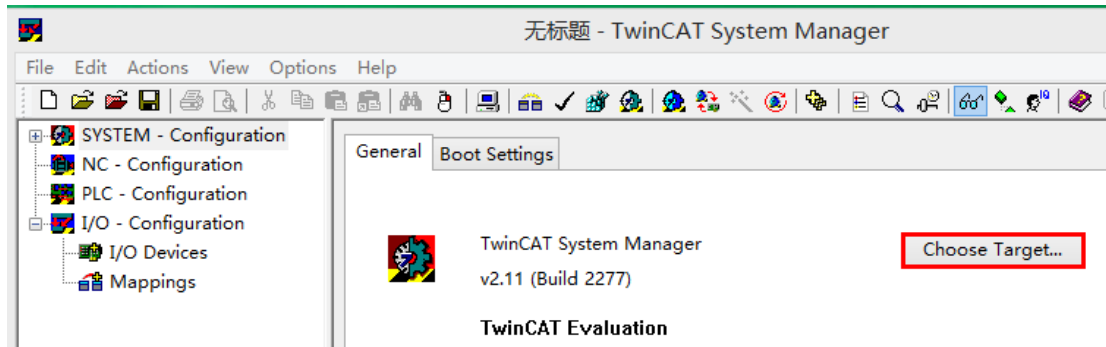 无标题 - TwinCAT System Manager
File Edit Actions View Options Help
SYSTEM - Configuration
NC - Configuration
PLC - Configuration
I/O - Configuration
I/O Devices
Mappings
General Boot Settings
TwinCAT System Manager
v2.11 (Build 2277)
Choose Target...
TwinCAT Evaluation